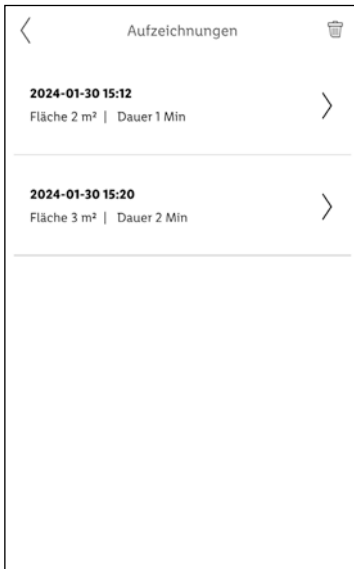 Aufzeichnungen
2024-01-30 15:12
Fläche 2 m² | Dauer 1 Min
2024-01-30 15:20
Fläche 3 m² | Dauer 2 Min